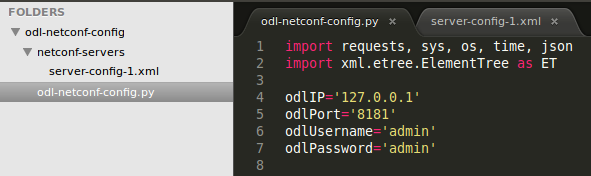 FOLDERS
odl-netconf-config
netconf-servers
server-config-1.xml
odl-netconf-config.py
odl-netconf-config.py × server-config-1.xml ×
1 import requests, sys, os, time, json
2 import xml.etree.ElementTree as ET
3
4 odlIP='127.0.0.1'
5 odlPort='8181'
6 odlUsername='admin'
7 odlPassword='admin'
8